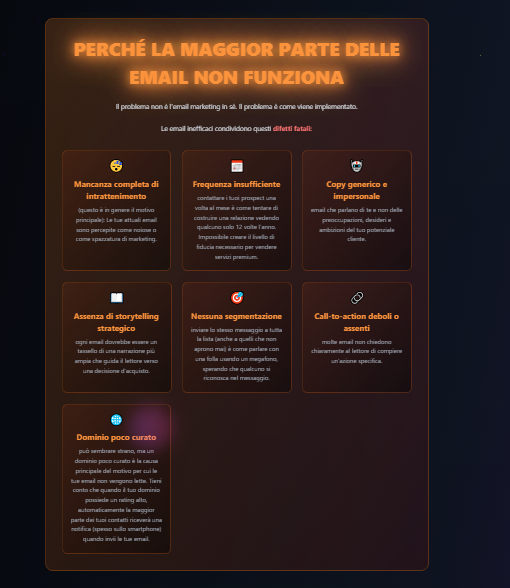 PERCHÉ LA MAGGIOR PARTE DELLE
EMAIL NON FUNZIONA
Il problema non è l'email marketing in sé. Il problema è come viene implementato.
Le email inefficaci condividono questi difetti fatali:
Mancanza completa di
intrattenimento
(questo è in genere il motivo
principale): Le tue attuali email
sono percepite come noiose o
come spazzatura di marketing.
Frequenza insufficiente
contattare i tuoi prospect una
volta al mese è come tentare di
costruire una relazione vedendo
qualcuno solo 12 volte l'anno.
Impossibile creare il livello di
fiducia necessario per vendere
servizi premium.
Copy generico e
impersonale
email che parlano di te e non delle
preoccupazioni, desideri e
ambizioni del tuo potenziale
cliente.
Assenza di storytelling
strategico
ogni email dovrebbe essere un
tassello di una narrazione più
ampia che guida il lettore verso
una decisione d'acquisto.
Nessuna segmentazione
inviare lo stesso messaggio a tutta
la lista (anche a quelli che non
aprono mai) è come parlare con
una folla usando un megafono,
sperando che qualcuno si
riconosca nel messaggio.
Call-to-action deboli o
assenti
molte email non chiedono
chiaramente al lettore di compiere
un'azione specifica.
Dominio poco curato
può sembrare strano, ma un
dominio poco curato è la causa
principale del motivo per cui le
tue email non vengono lette. Tieni
conto che quando il tuo dominio
possiede un rating alto,
automaticamente la maggior
parte dei tuoi contatti riceverà una
notifica (spesso sullo smartphone)
quando invii le tue email.